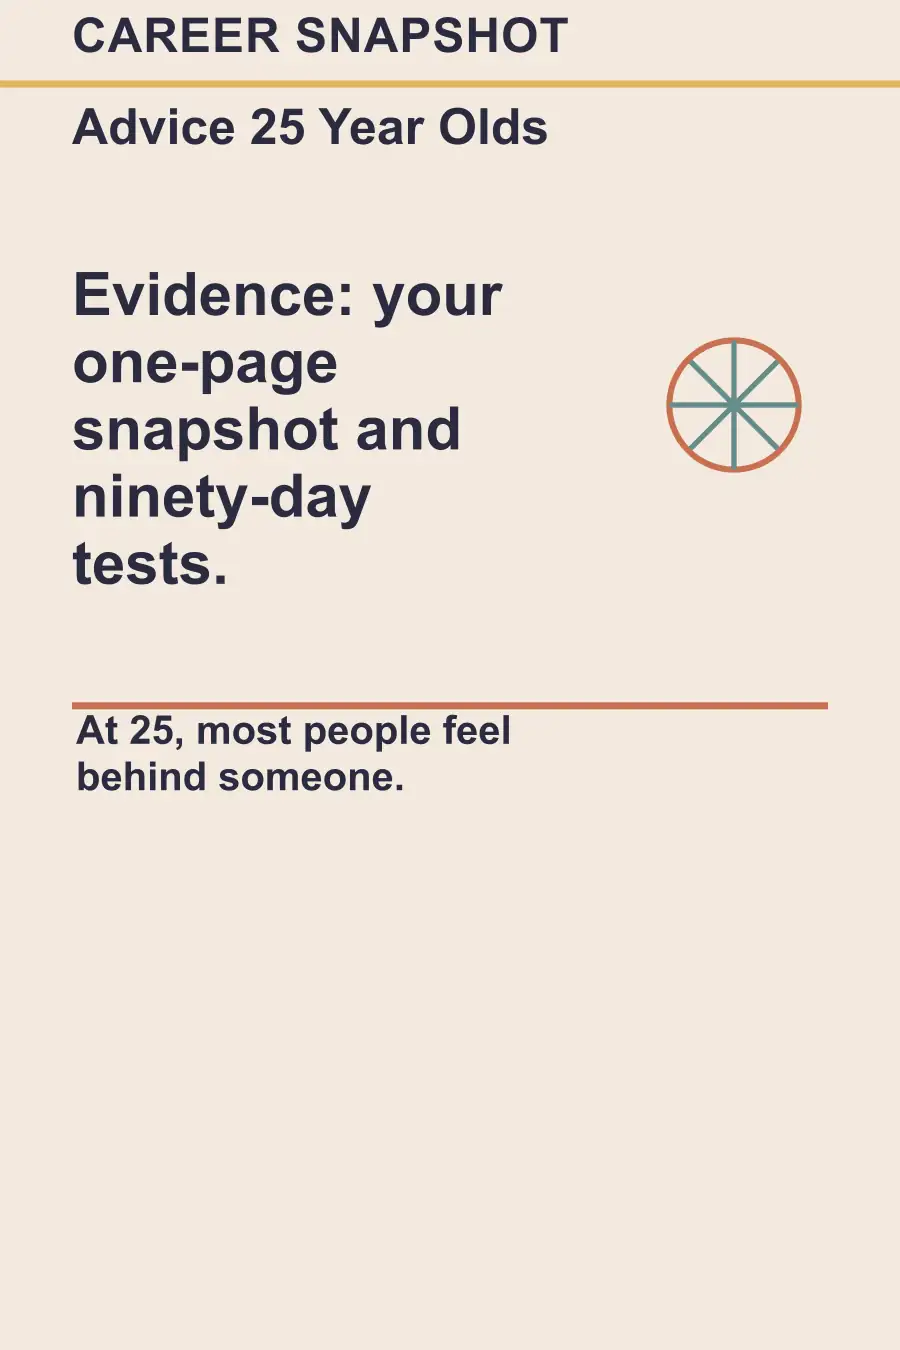 CAREER SNAPSHOT
Advice 25 Year Olds
Evidence: your
one-page
snapshot and
ninety-day
tests.
At 25, most people feel
behind someone.